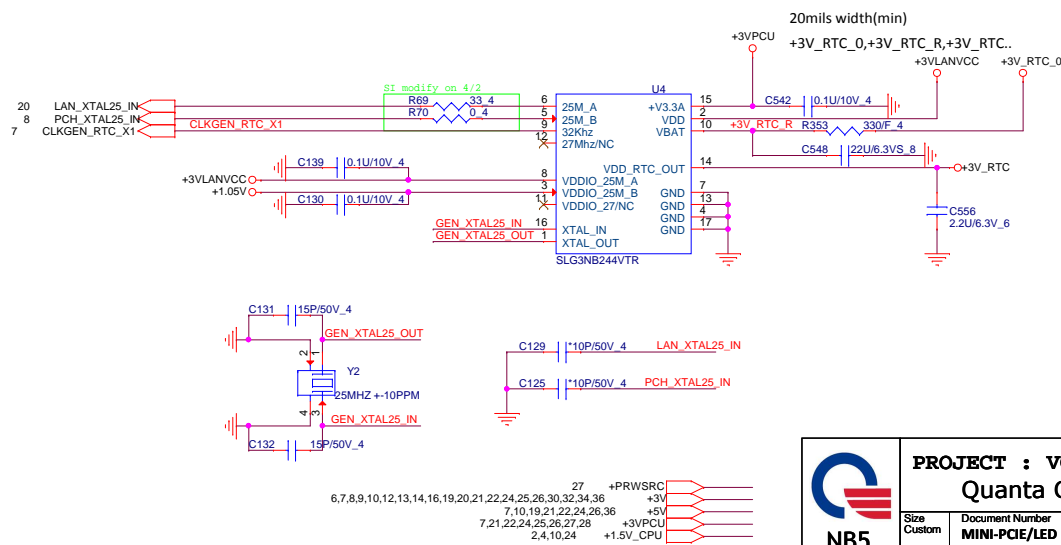 20mils width(min)
+3VPCU
+3V_RTC_0,+3V_RTC_R,+3V_RTC..
+3VLANVCC
+3V_RTC_0
SI modify on 4/2
U4
20 LAN_XTAL25_IN
R69 33_4
6 25M_A
+V3.3A 15
C542 0.1U/10V_4
8 PCH_XTAL25_IN
R70 0_4
5 25M_B
VDD 2
7 CLKGEN_RTC_X1
CLKGEN_RTC_X1
9 32Khz
VBAT 10
+3V_RTC_R
R353 330/F_4
12 27Mhz/NC
C548 22U/6.3VS_8
C139 0.1U/10V_4
VDD_RTC_OUT 14
+3V_RTC
+3VLANVCC
8 VDDIO_25M_A
GND 7
+1.05V
3 VDDIO_25M_B
GND 13
C130 0.1U/10V_4
11 VDDIO_27/NC
GND 4
C556
2.2U/6.3V_6
GEN_XTAL25_IN
16 XTAL_IN
GND 17
GEN_XTAL25_OUT
1 XTAL_OUT
SLG3NB244VTR
C131 15P/50V_4
GEN_XTAL25_OUT
2 1
Y2
25MHZ +-10PPM
4 3
GEN_XTAL25_IN
C132 15P/50V_4
C129 *10P/50V_4 LAN_XTAL25_IN
C125 *10P/50V_4 PCH_XTAL25_IN
27 +PRWSRC
6,7,8,9,10,12,13,14,16,19,20,21,22,24,25,26,30,32,34,36 +3V
7,10,19,21,22,24,26,36 +5V
7,21,22,24,25,26,27,28 +3VPCU
2,4,10,24 +1.5V_CPU
PROJECT : V
Quanta C
Size
Custom
Document Number
MINI-PCIE/LED
NB5